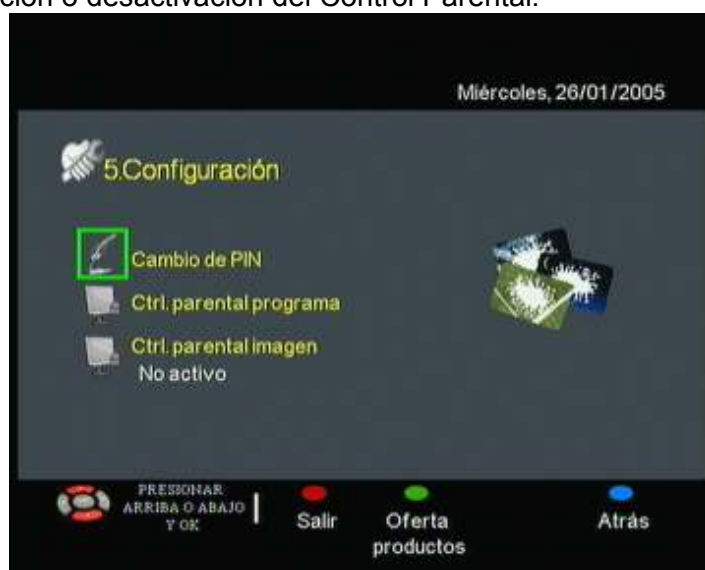 ción o desactivación del Control Parental.
Miércoles, 26/01/2005
5.Configuración
Cambio de PIN
Ctrl. parental programa
Ctrl. parental imagen
No activo
PRESIONAR
ARRIBA O ABAJO
Y OK
Salir
Oferta
productos
Atrás